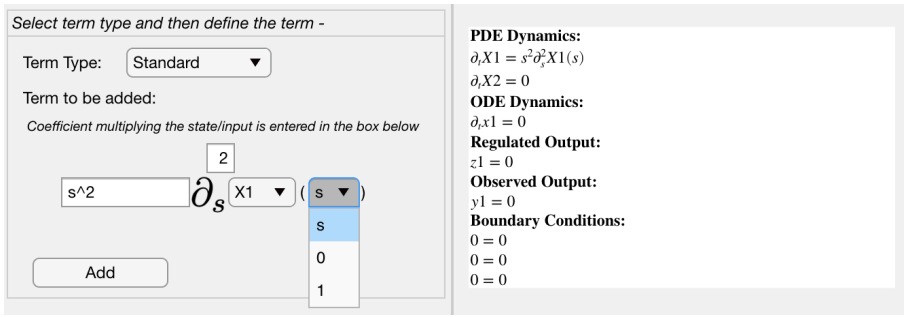 Select term type and then define the term -
Term Type: Standard ▼
Term to be added:
Coefficient multiplying the state/input is entered in the box below
2
s^2 ∂ₛ X1 ▼ ( s ▼ )
s
0
1
Add
PDE Dynamics:
∂ₜX1 = s²∂ₛ²X1(s)
∂ₜX2 = 0
ODE Dynamics:
∂ₜx1 = 0
Regulated Output:
z1 = 0
Observed Output:
y1 = 0
Boundary Conditions:
0 = 0
0 = 0
0 = 0